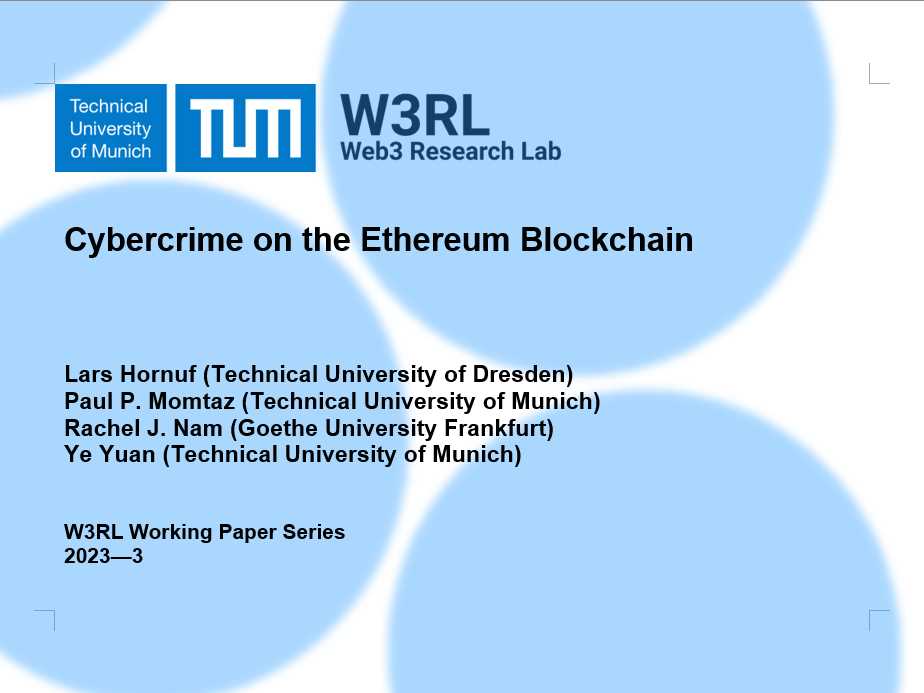 Technical
University
of Munich
TUM
W3RL
Web3 Research Lab
Cybercrime on the Ethereum Blockchain
Lars Hornuf (Technical University of Dresden)
Paul P. Momtaz (Technical University of Munich)
Rachel J. Nam (Goethe University Frankfurt)
Ye Yuan (Technical University of Munich)
W3RL Working Paper Series
2023—3